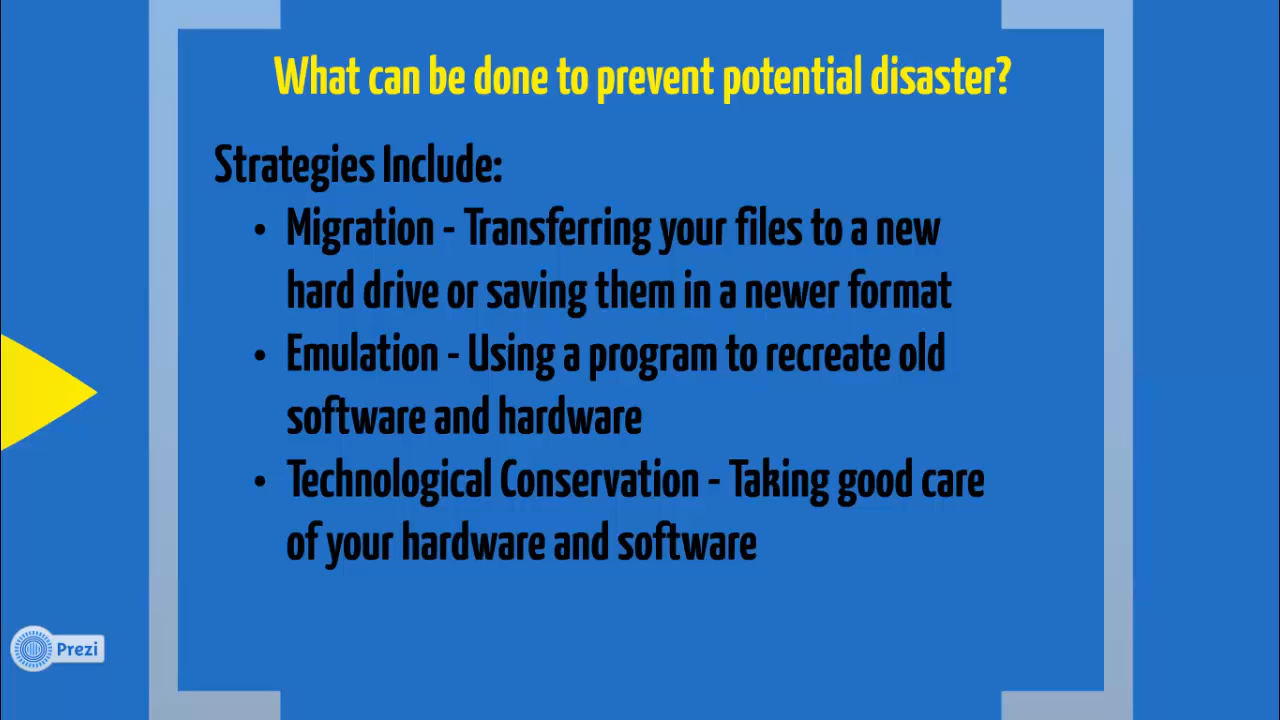 What can be done to prevent potential disaster?
Strategies Include:
• Migration - Transferring your files to a new
hard drive or saving them in a newer format
• Emulation - Using a program to recreate old
software and hardware
• Technological Conservation - Taking good care
of your hardware and software
Prezi